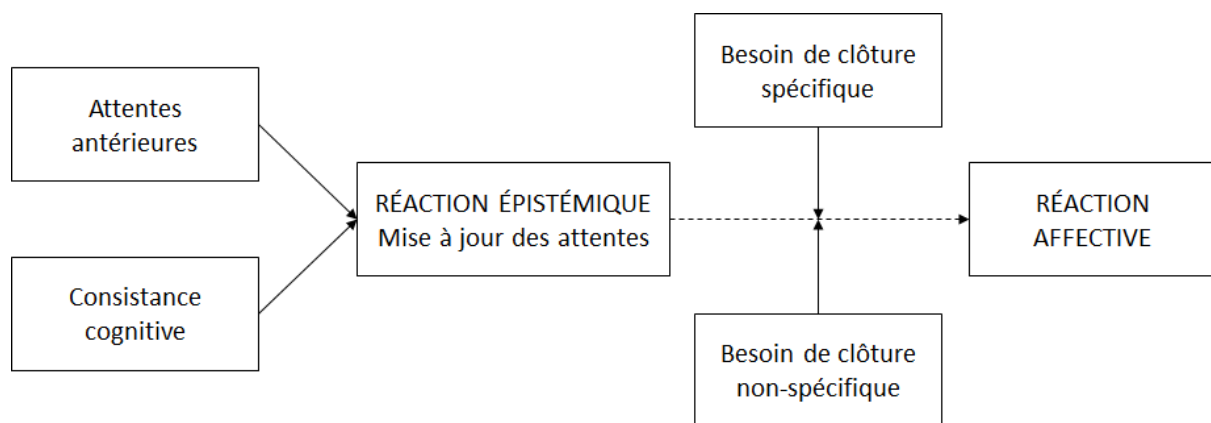 Attentes
antérieures
Consistance
cognitive
RÉACTION ÉPISTÉMIQUE
Mise à jour des attentes
Besoin de clôture
spécifique
Besoin de clôture
non-spécifique
RÉACTION
AFFECTIVE